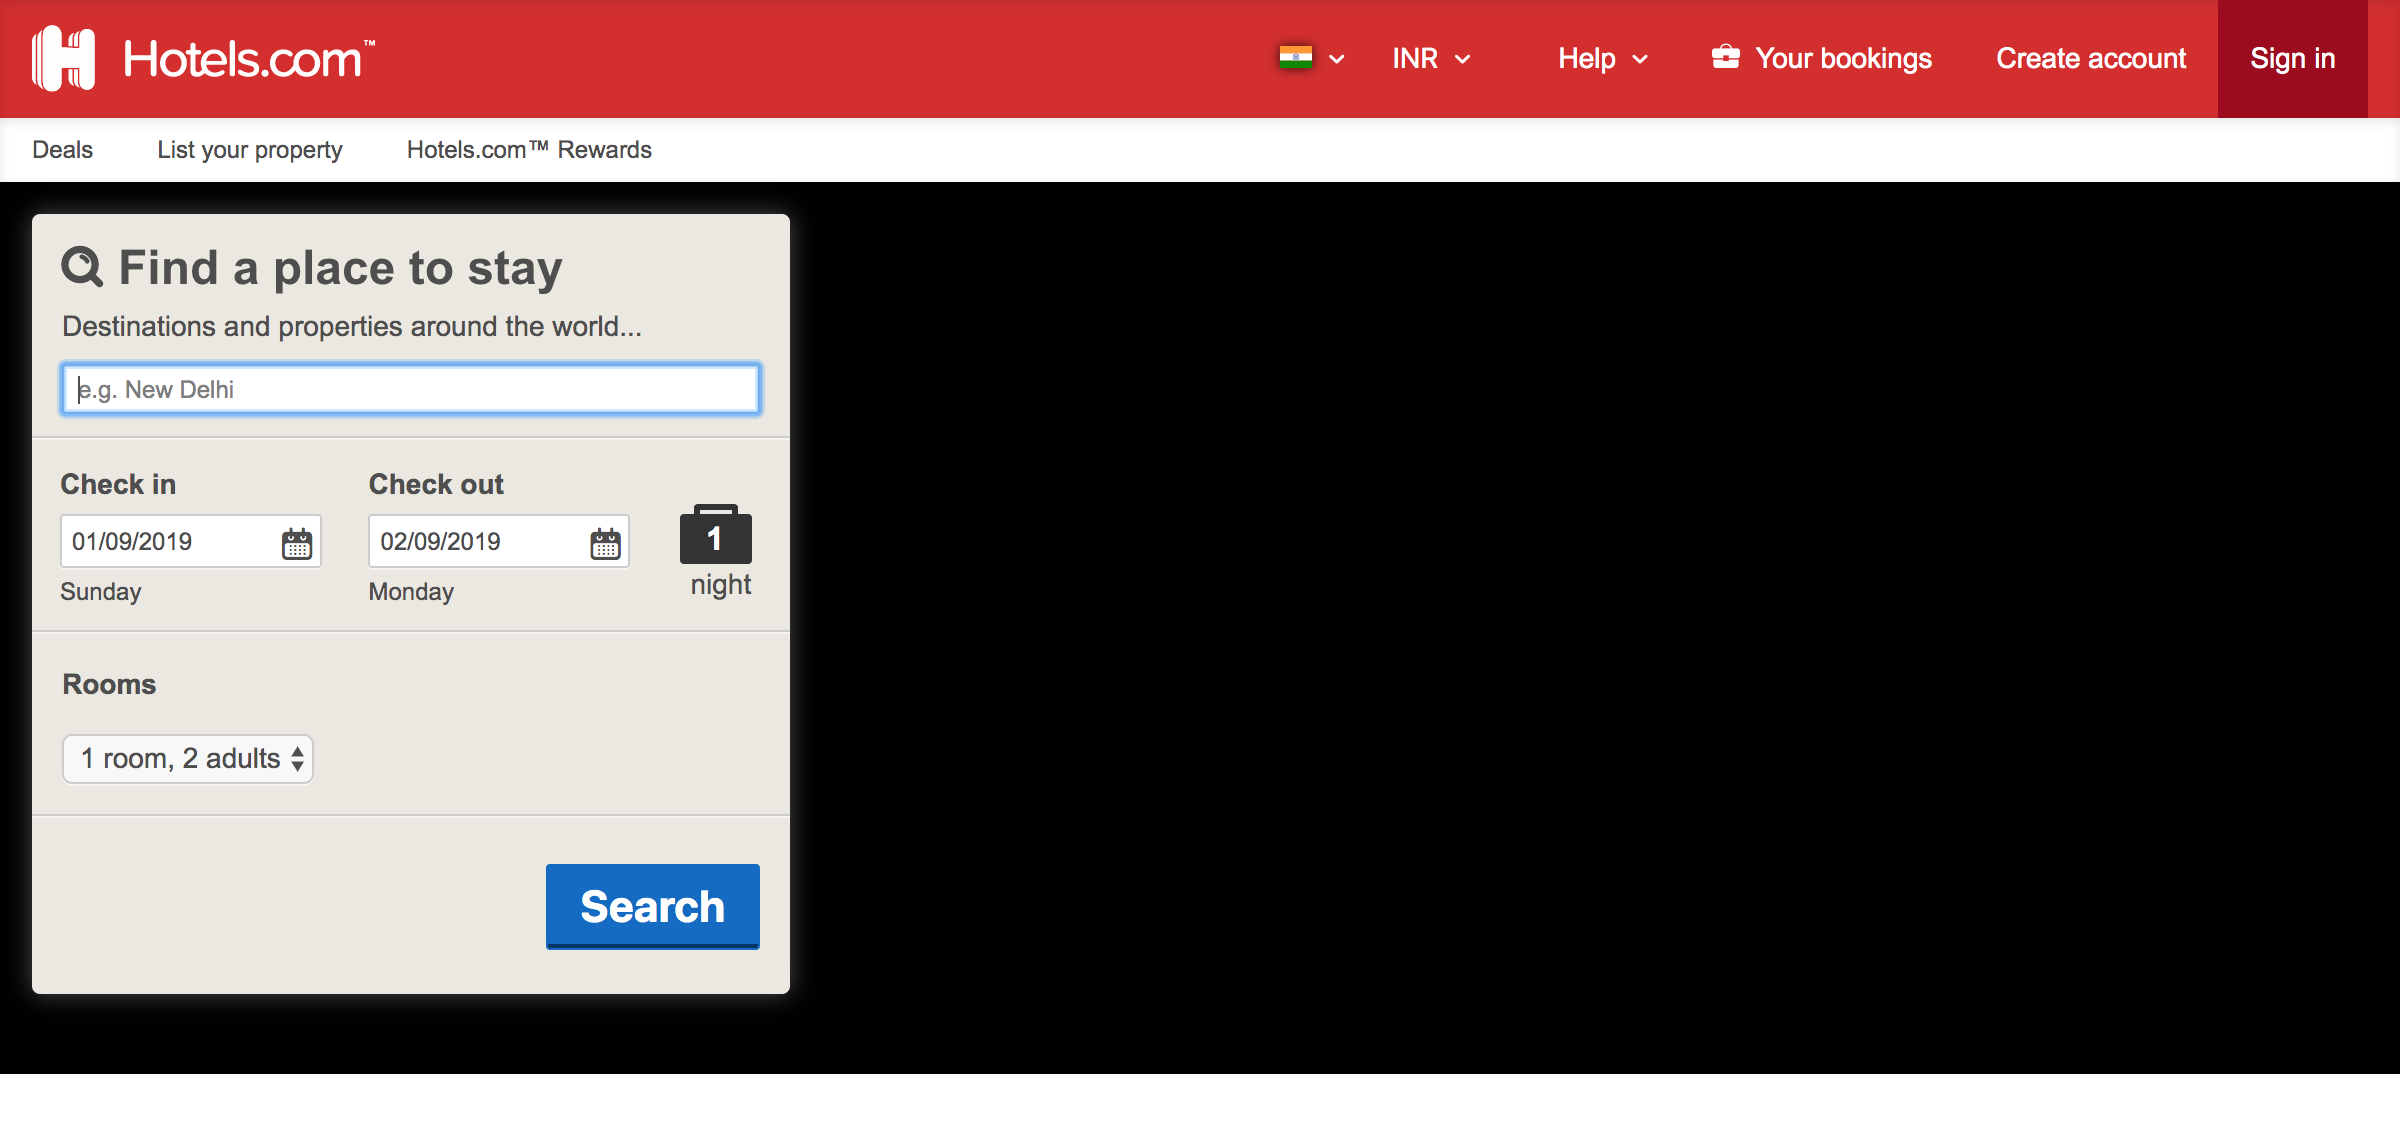 Hotels.com™
INR
Help
Your bookings
Create account
Sign in
Deals
List your property
Hotels.com™ Rewards
Find a place to stay
Destinations and properties around the world...
e.g. New Delhi
Check in
Check out
01/09/2019
02/09/2019
1
night
Sunday
Monday
Rooms
1 room, 2 adults
Search